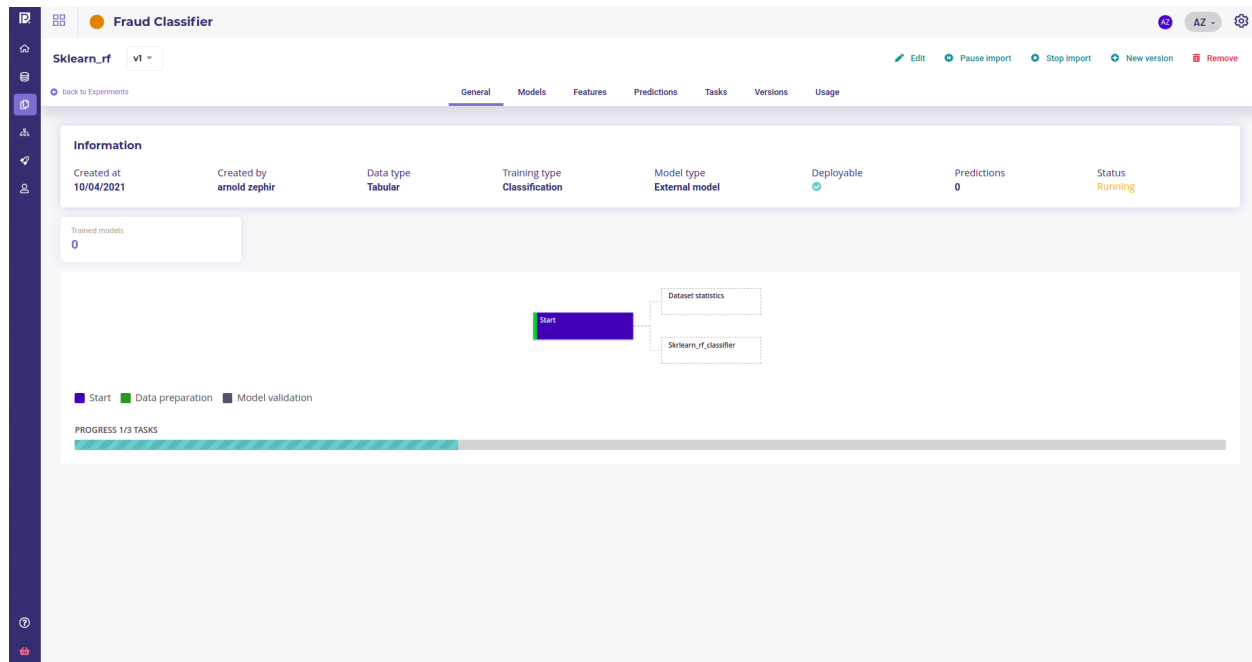 Fraud Classifier
AZ
AZ
Sklearn_rf
v1
Edit
Pause import
Stop import
New version
Remove
back to Experiments
General
Models
Features
Predictions
Tasks
Versions
Usage
Information
Created at
10/04/2021
Created by
arnold zephir
Data type
Tabular
Training type
Classification
Model type
External model
Deployable
Predictions
0
Status
Running
Trained models
0
Start
Dataset statistics
Skrlearn_rf_classifier
Start
Data preparation
Model validation
PROGRESS 1/3 TASKS